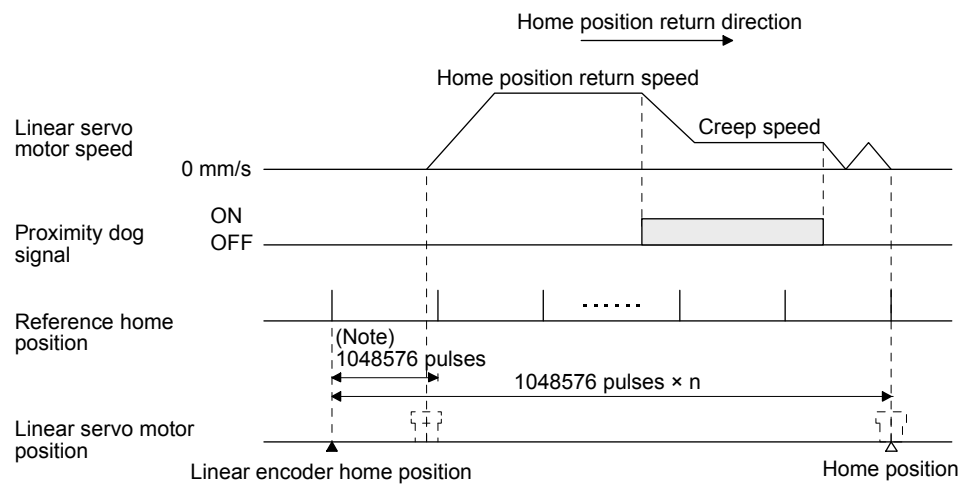 Home position return direction
Home position return speed
Linear servo
motor speed
Creep speed
0 mm/s
ON
Proximity dog
signal
OFF
Reference home
position
(Note)
1048576 pulses
1048576 pulses × n
Linear servo motor
position
Linear encoder home position
Home position